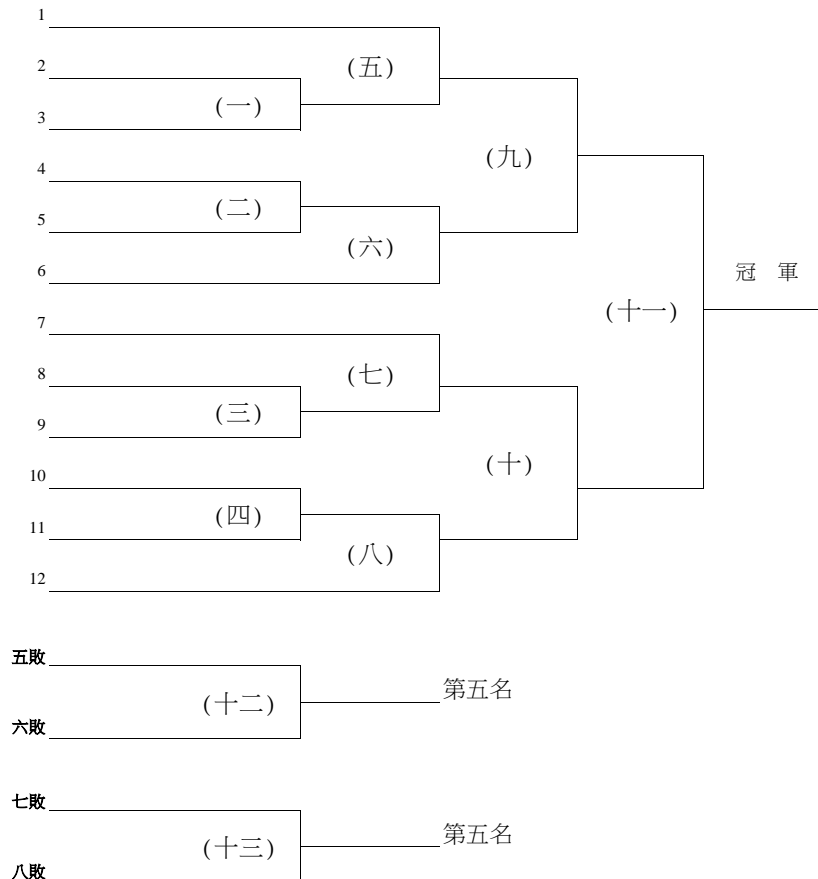 1
(五)
2
(一)
3
(九)
4
(二)
5
(六)
6
冠 軍
(十一)
7
(七)
8
(三)
9
(十)
10
(四)
11
(八)
12
五敗
(十二)
第五名
六敗
七敗
(十三)
第五名
八敗